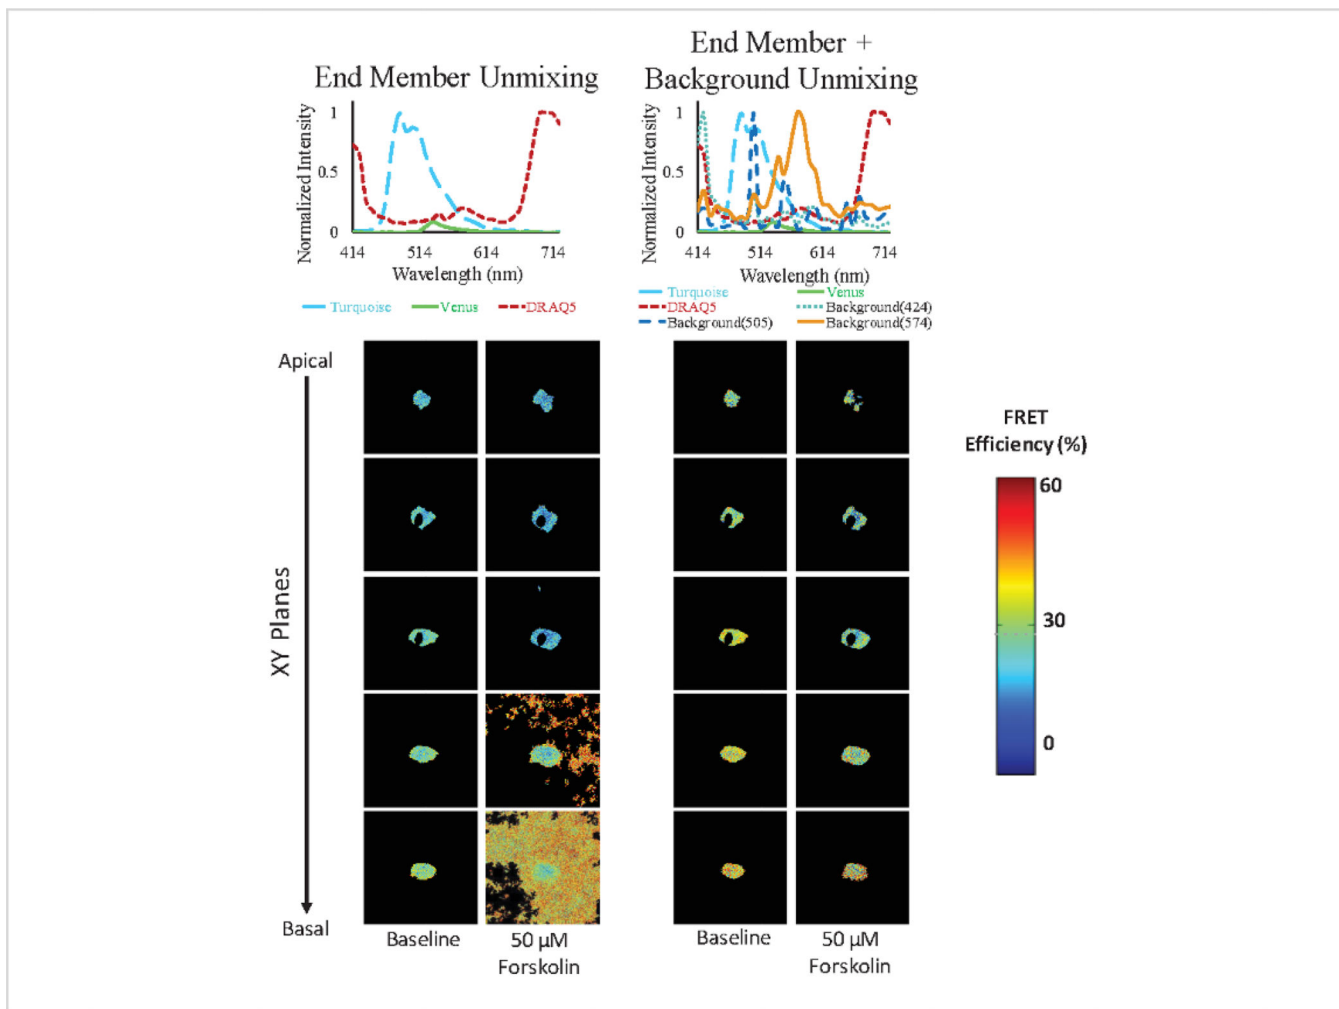 End Member Unmixing
End Member +
Background Unmixing
Normalized Intensity
1
0.5
0
414 514 614 714
Wavelength (nm)
Turquoise Venus DRAQ5
Normalized Intensity
1
0.5
0
414 514 614 714
Wavelength (nm)
Turquoise Venus
DRAQ5 Background(424)
Background(505) Background(574)
Apical
XY Planes
Basal
Baseline
50 µM
Forskolin
Baseline
50 µM
Forskolin
FRET
Efficiency (%)
60
30
0